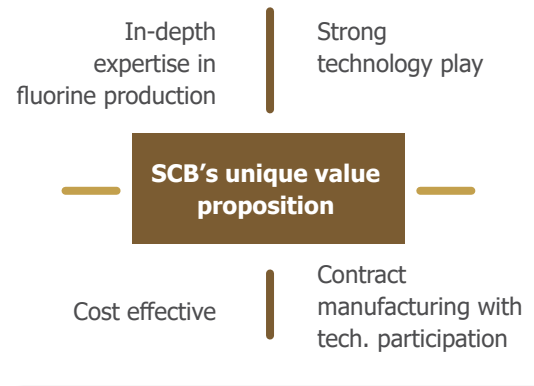 In-depth
expertise in
fluorine production
Strong
technology play
SCB's unique value
proposition
Cost effective
Contract
manufacturing with
tech. participation